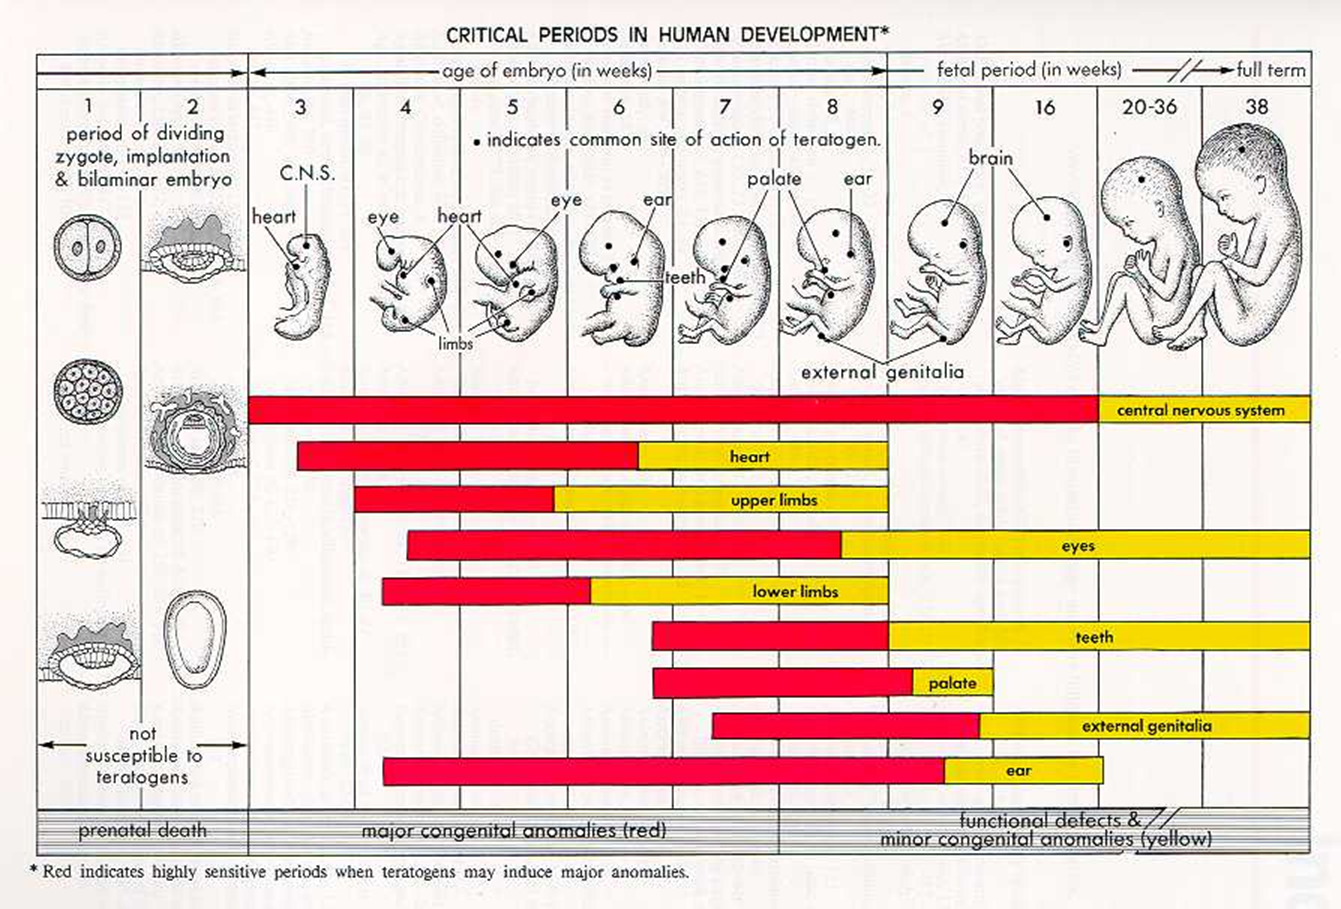 CRITICAL PERIODS IN HUMAN DEVELOPMENT*
age of embryo (in weeks)
fetal period (in weeks)
full term
1
2
3
4
5
6
7
8
9
16
20-36
38
period of dividing
zygote, implantation
& bilaminar embryo
• indicates common site of action of teratogen.
C.N.S.
heart
eye
heart
eye
ear
palate
ear
brain
teeth
limbs
external genitalia
central nervous system
heart
upper limbs
eyes
lower limbs
teeth
palate
external genitalia
ear
not
susceptible to
teratogens
prenatal death
major congenital anomalies (red)
functional defects &
minor congenital anomalies (yellow)
* Red indicates highly sensitive periods when teratogens may induce major anomalies.